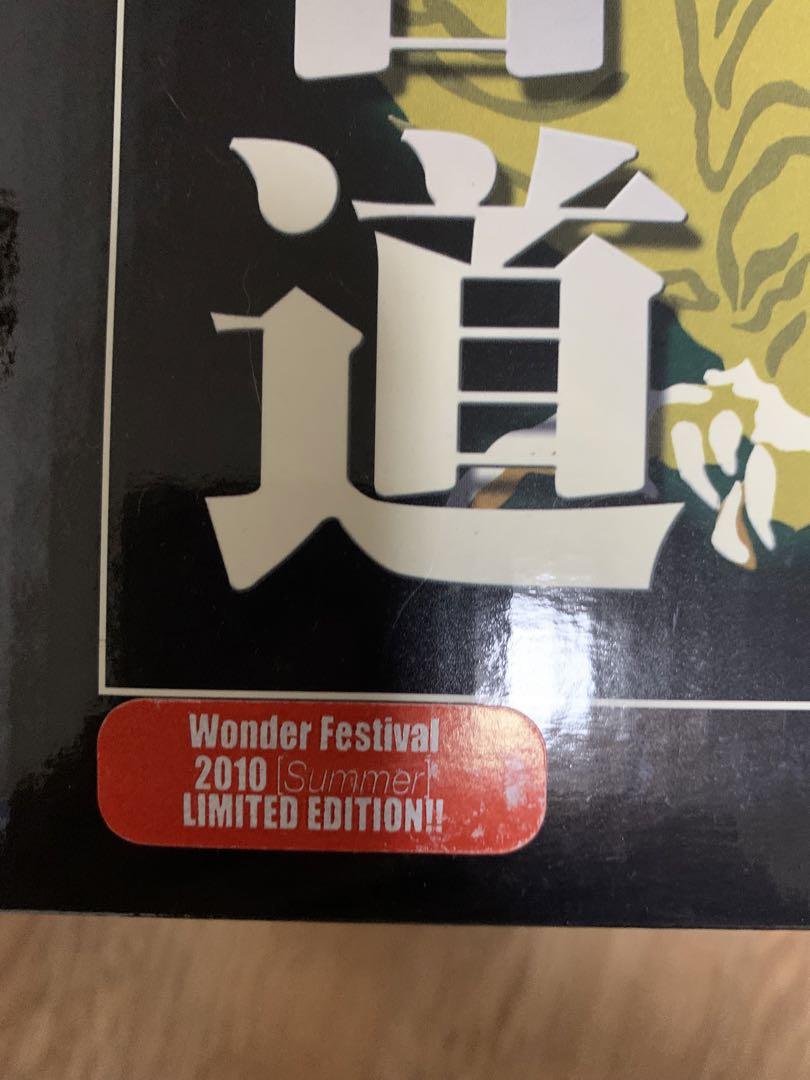 道
Wonder Festival
2010 [Summer]
LIMITED EDITION!!